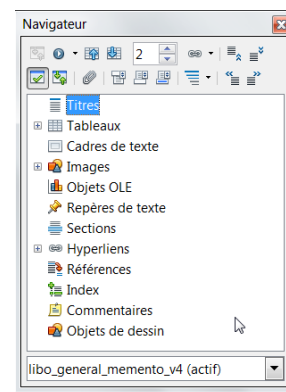 Navigateur
2
Titres
Tableaux
Cadres de texte
Images
Objets OLE
Repères de texte
Sections
Hyperliens
Références
Index
Commentaires
Objets de dessin
libo_general_memento_v4 (actif)